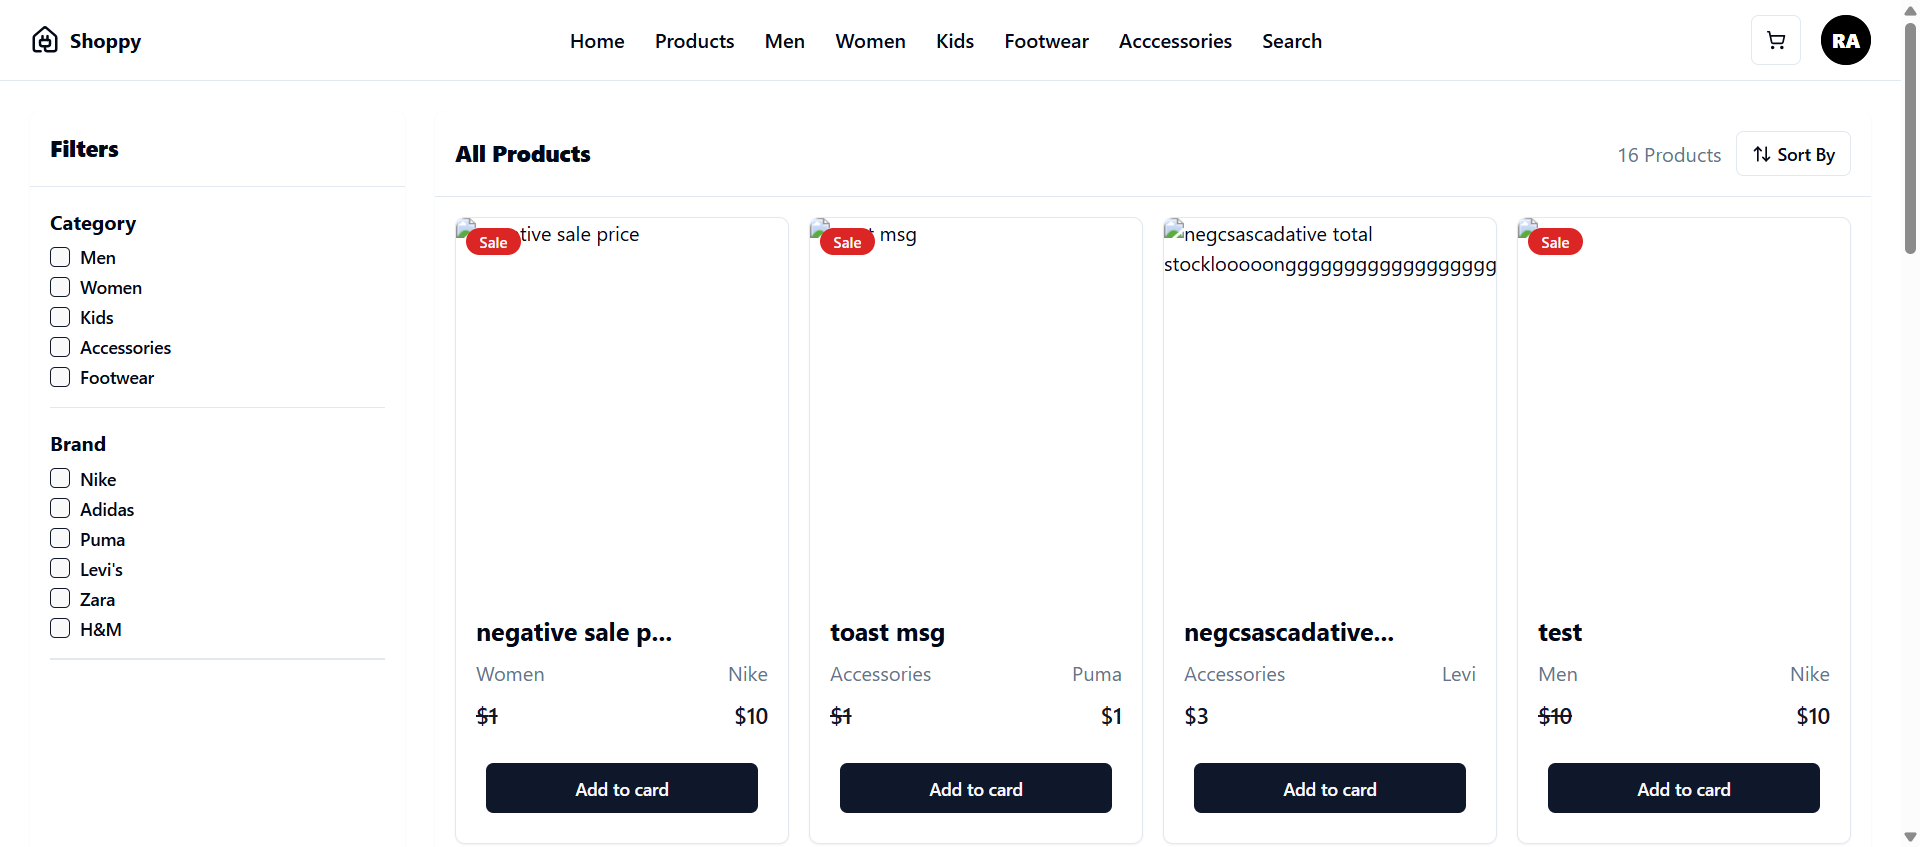 Shoppy
Home Products Men Women Kids Footwear Acccessories Search
RA
Filters
Category
Men
Women
Kids
Accessories
Footwear
Brand
Nike
Adidas
Puma
Levi's
Zara
H&M
All Products
16 Products
Sort By
Sale
tive sale price
negative sale p...
Women Nike
$1 $10
Add to card
Sale
msg
toast msg
Accessories Puma
$1 $1
Add to card
negcsascadative total
negcsascadative...
Accessories Levi
$3
Add to card
Sale
test
Men Nike
$10 $10
Add to card